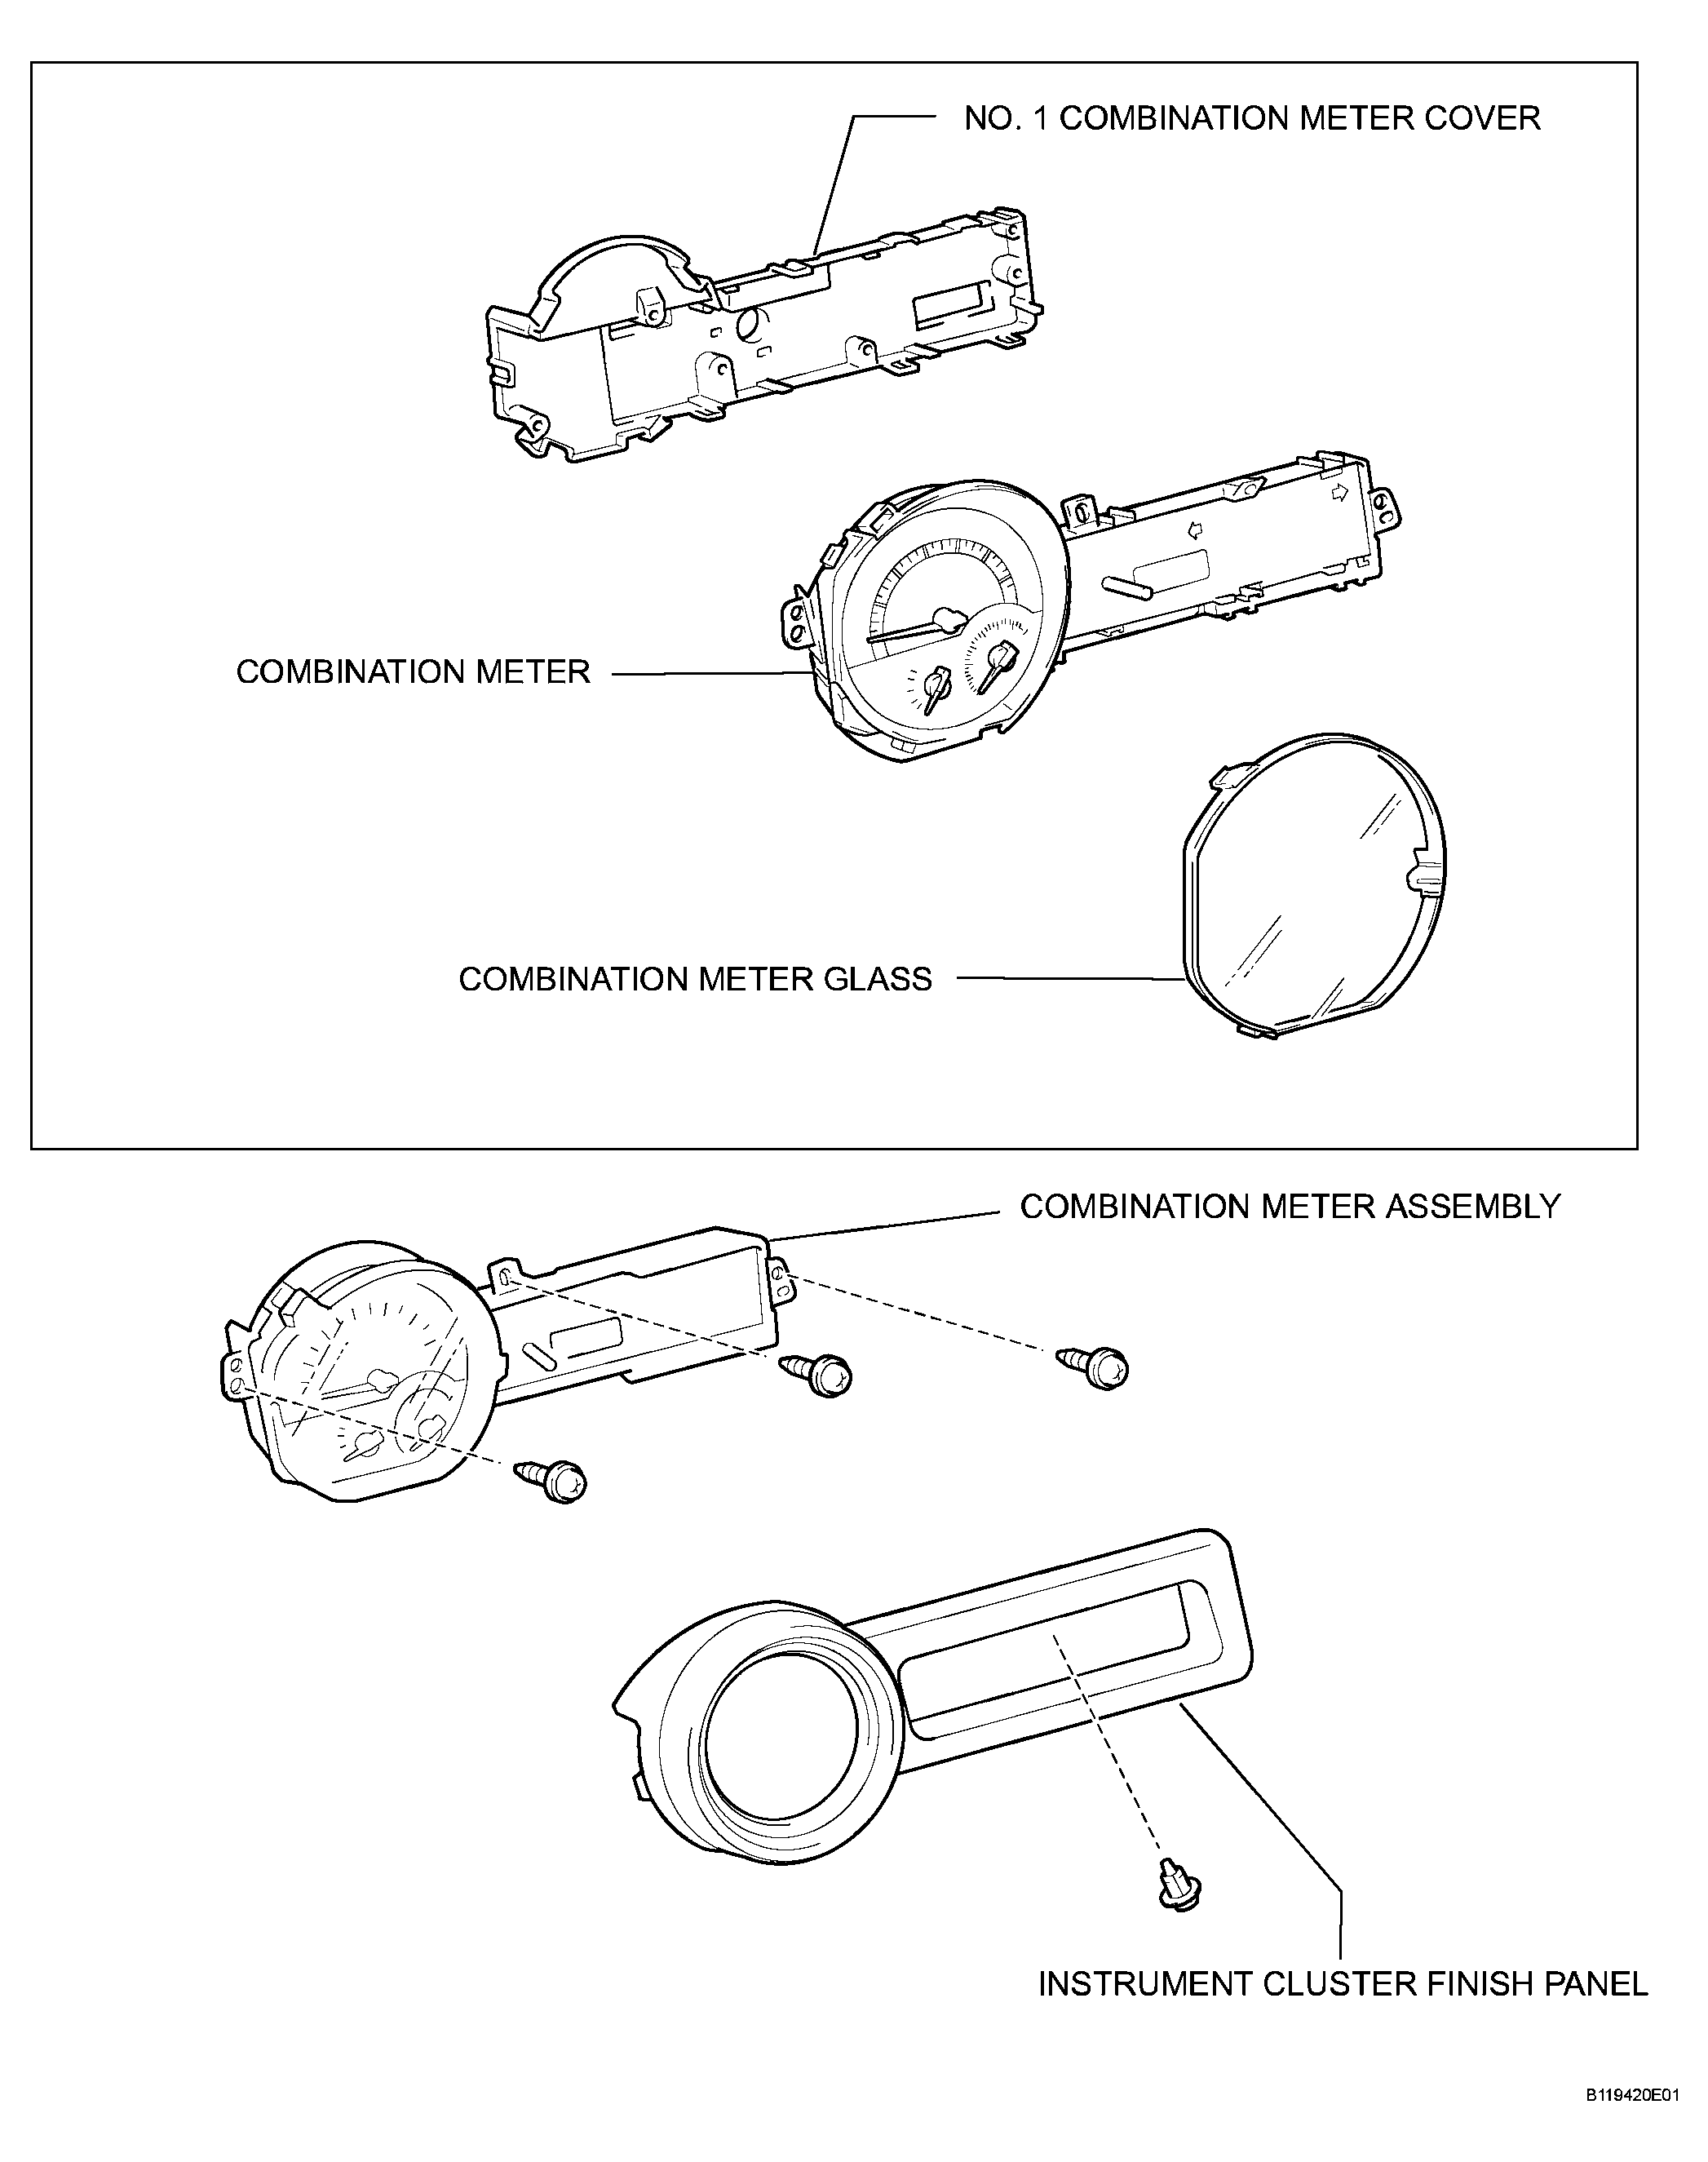 NO. 1 COMBINATION METER COVER
COMBINATION METER
COMBINATION METER GLASS
COMBINATION METER ASSEMBLY
INSTRUMENT CLUSTER FINISH PANEL
B119420E01